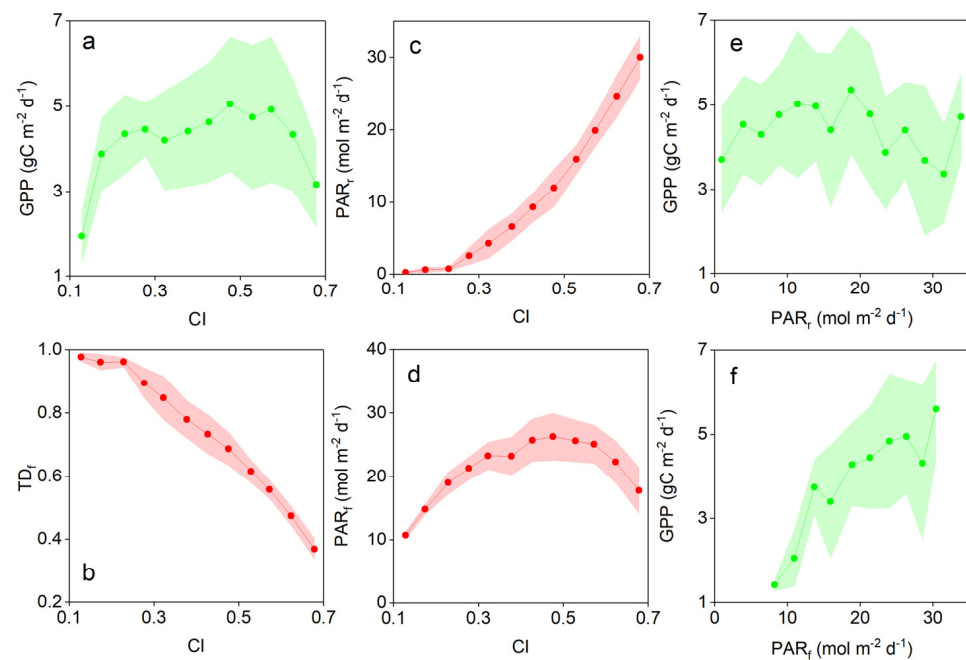 a
GPP (gC m⁻² d⁻¹)
7
5
3
1
0.1 0.3 0.5 0.7
CI
c
PARᵣ (mol m⁻² d⁻¹)
30
20
10
0
0.1 0.3 0.5 0.7
CI
e
GPP (gC m⁻² d⁻¹)
7
5
3
1
0 10 20 30
PARᵣ (mol m⁻² d⁻¹)
b
TD_f
1.0
0.8
0.6
0.4
0.2
0.1 0.3 0.5 0.7
CI
d
PAR_f (mol m⁻² d⁻¹)
40
30
20
10
0
0.1 0.3 0.5 0.7
CI
f
GPP (gC m⁻² d⁻¹)
7
5
3
1
0 10 20 30
PAR_f (mol m⁻² d⁻¹)